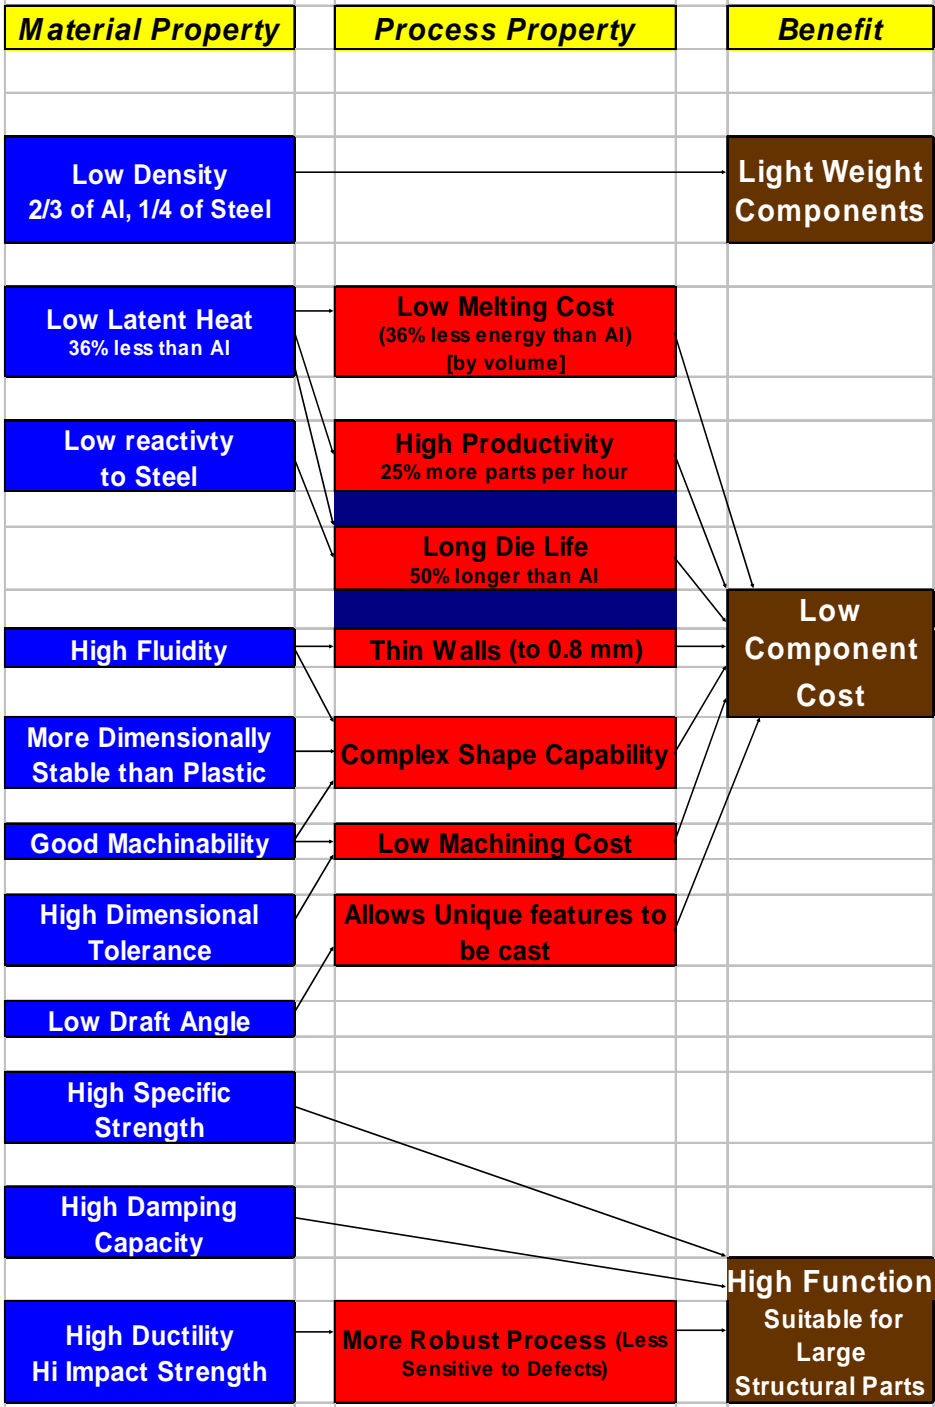 Material Property
Process Property
Benefit
Low Density
2/3 of Al, 1/4 of Steel
Light Weight
Components
Low Latent Heat
36% less than Al
Low Melting Cost
(36% less energy than Al)
[by volume]
Low reactivty
to Steel
High Productivity
25% more parts per hour
Long Die Life
50% longer than Al
Low
Component
Cost
High Fluidity
Thin Walls (to 0.8 mm)
More Dimensionally
Stable than Plastic
Complex Shape Capability
Good Machinability
Low Machining Cost
High Dimensional
Tolerance
Allows Unique features to
be cast
Low Draft Angle
High Specific
Strength
High Damping
Capacity
High Ductility
Hi Impact Strength
More Robust Process (Less
Sensitive to Defects)
High Function
Suitable for
Large
Structural Parts